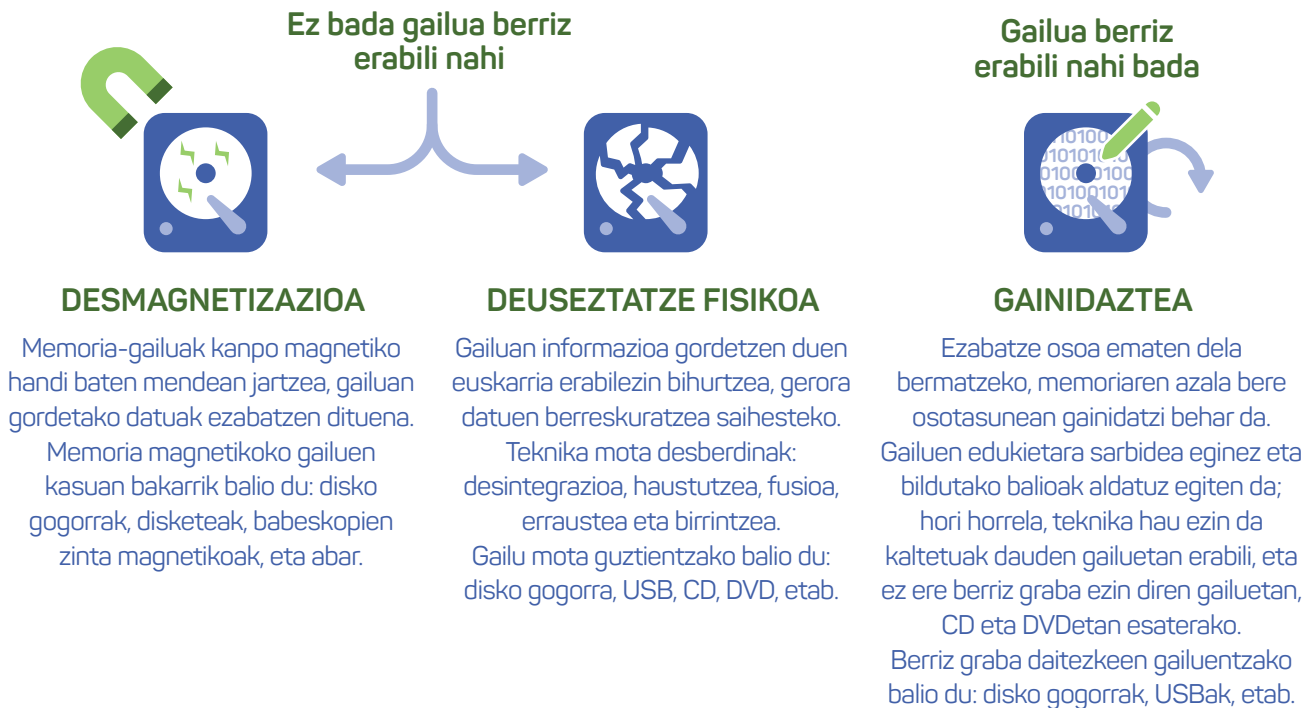 Ez bada gailua berriz
erabili nahi
Gailua berriz
erabili nahi bada
DESMAGNETIZAZIOA
Memoria-gailuak kanpo magnetiko
handi baten mendean jartzea, gailuan
gordetako datuak ezabatzen dituena.
Memoria magnetikoko gailuen
kasuan bakarrik balio du: disko
gogorrak, disketeak, babeskopien
zinta magnetikoak, eta abar.
DEUSEZTATZE FISIKOA
Gailuan informazioa gordetzen duen
euskarria erabilezin bihurtzea, gerora
datuen berreskuratzea saihesteko.
Teknika mota desberdinak:
desintegrazioa, haustutzea, fusioa,
erraustea eta birrintzea.
Gailu mota guztientzako balio du:
disko gogorra, USB, CD, DVD, etab.
GAINIDAZTEA
Ezabatze osoa ematen dela
bermatzeko, memoriaren azala bere
osotasunean gainidatzi behar da.
Gailuen edukietara sarbidea eginez eta
bildutako balioak aldatuz egiten da;
hori horrela, teknika hau ezin da
kaltetuak dauden gailuetan erabili, eta
ez ere berriz graba ezin diren gailuetan,
CD eta DVDetan esaterako.
Berriz graba daitezkeen gailuentzako
balio du: disko gogorrak, USBak, etab.